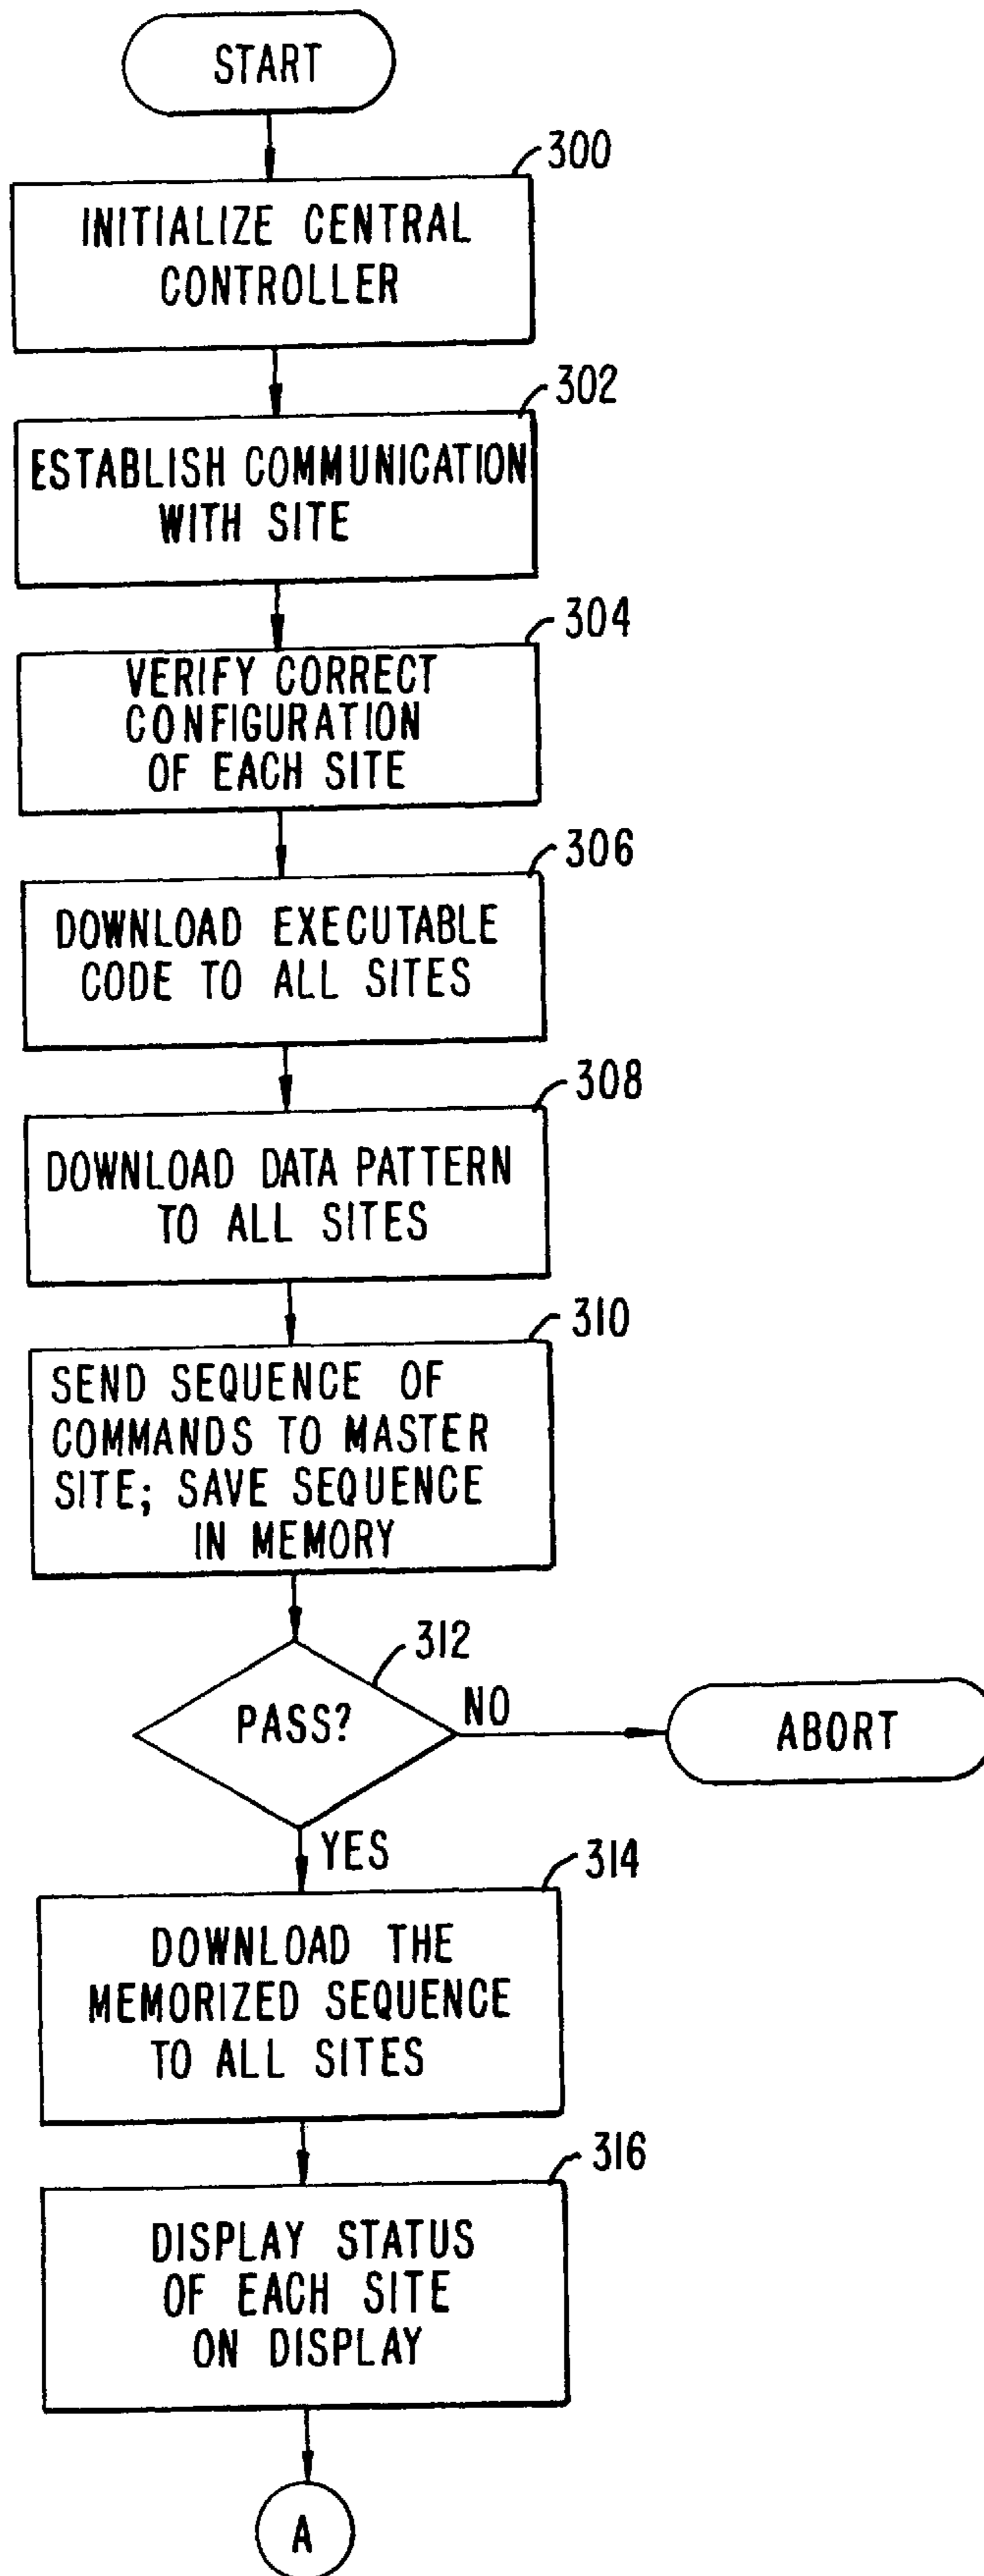 START
300
INITIALIZE CENTRAL
CONTROLLER
302
ESTABLISH COMMUNICATION
WITH SITE
304
VERIFY CORRECT
CONFIGURATION
OF EACH SITE
306
DOWNLOAD EXECUTABLE
CODE TO ALL SITES
308
DOWNLOAD DATA PATTERN
TO ALL SITES
310
SEND SEQUENCE OF
COMMANDS TO MASTER
SITE; SAVE SEQUENCE
IN MEMORY
312
PASS?
NO
ABORT
YES
314
DOWNLOAD THE
MEMORIZED SEQUENCE
TO ALL SITES
316
DISPLAY STATUS
OF EACH SITE
ON DISPLAY
A